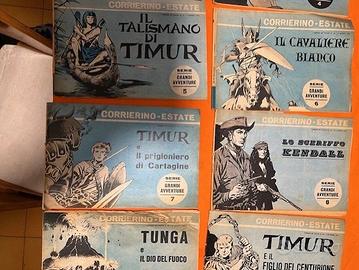 4
CORRIERINO-ESTATE
IL
TALISMANO DI
TIMUR
SERIE
GRANDI
AVVENTURE
5
CORRIERINO-ESTATE
IL CAVALIERE
BIANCO
SERIE
GRANDI
AVVENTURE
6
CORRIERINO-ESTATE
TIMUR
e
Il prigioniero
di Cartagine
SERIE
GRANDI
AVVENTURE
7
CORRIERINO-ESTATE
LO SCERIFFO
KENDALL
SERIE
GRANDI
AVVENTURE
8
CORRIERINO-ESTATE
TUNGA
e
IL DIO DEL FUOCO
CORRIERINO-ESTATE
TIMUR
E IL
FIGLIO DEL CENTURIONE